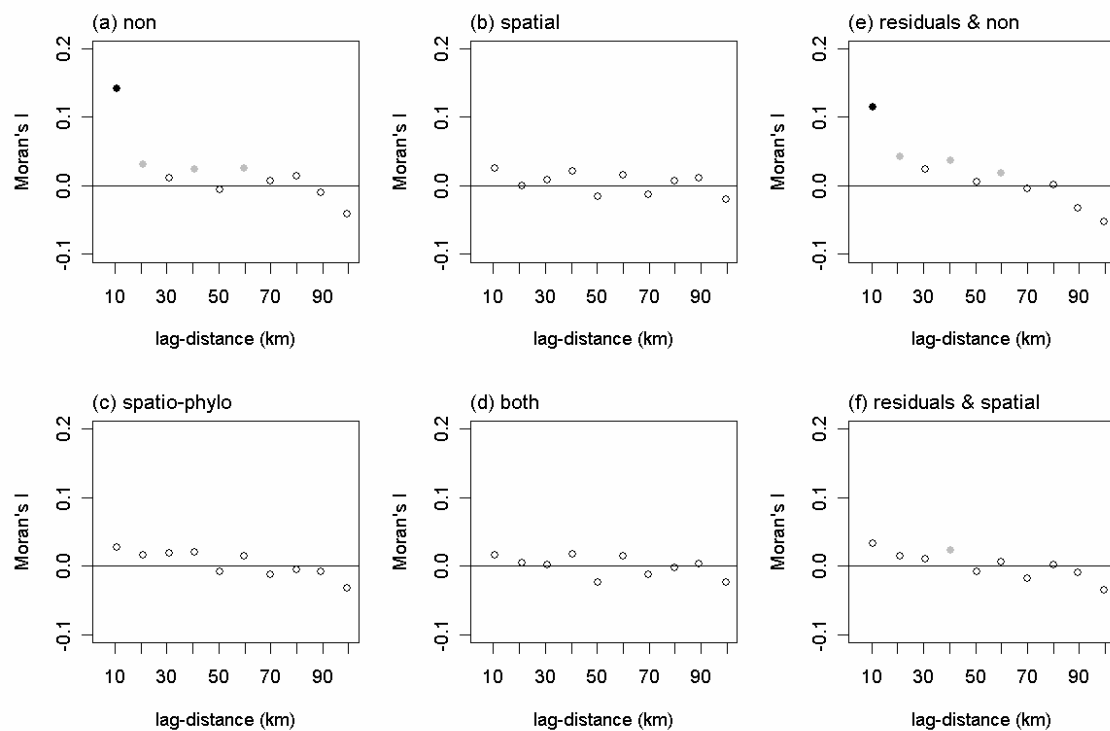 (a) non
Moran's I
0.2
0.1
0.0
-0.1
10 30 50 70 90
lag-distance (km)
(b) spatial
Moran's I
0.2
0.1
0.0
-0.1
10 30 50 70 90
lag-distance (km)
(e) residuals & non
Moran's I
0.2
0.1
0.0
-0.1
10 30 50 70 90
lag-distance (km)
(c) spatio-phylo
Moran's I
0.2
0.1
0.0
-0.1
10 30 50 70 90
lag-distance (km)
(d) both
Moran's I
0.2
0.1
0.0
-0.1
10 30 50 70 90
lag-distance (km)
(f) residuals & spatial
Moran's I
0.2
0.1
0.0
-0.1
10 30 50 70 90
lag-distance (km)